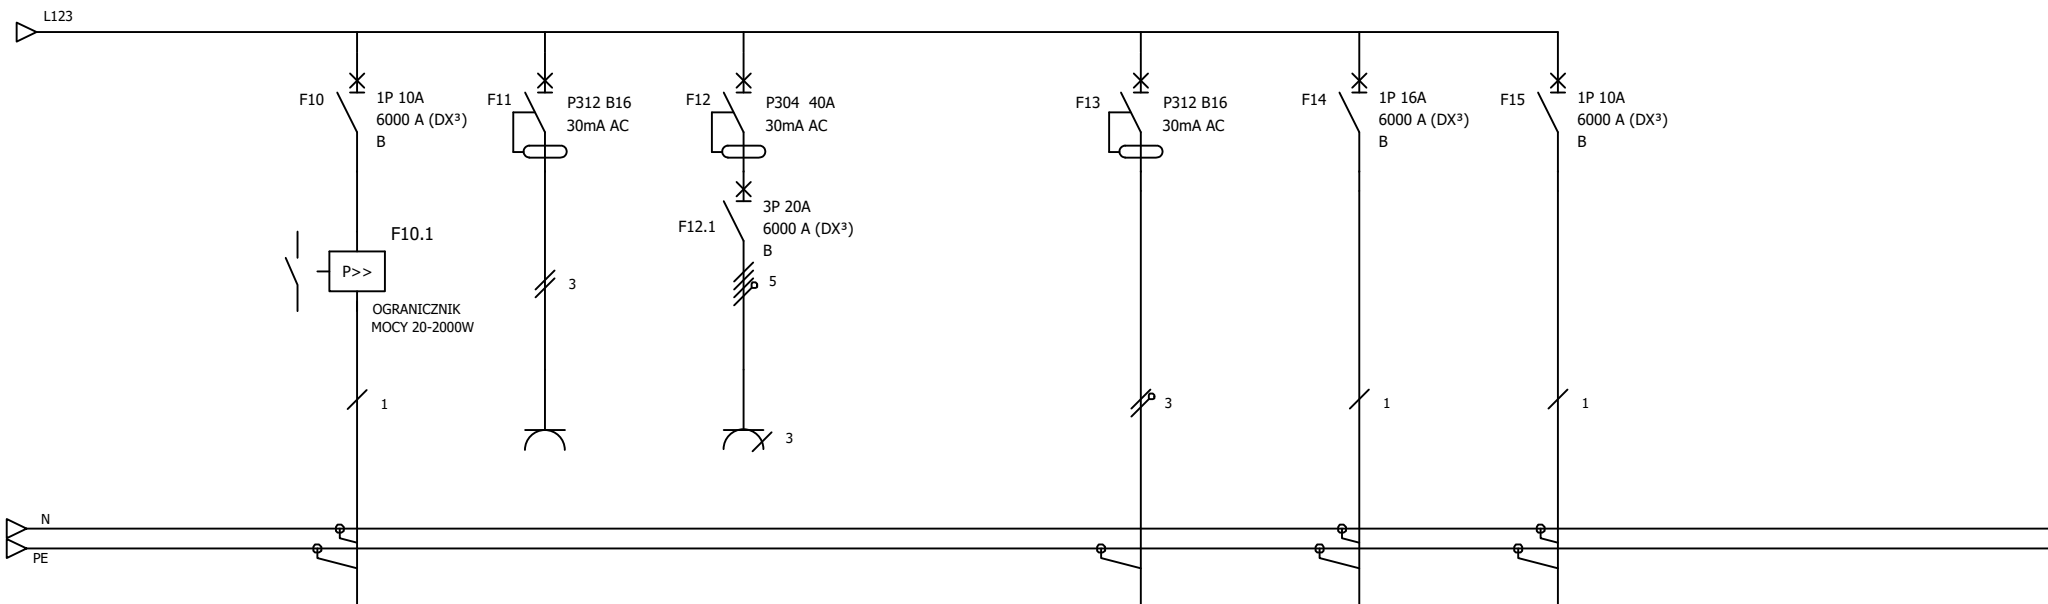 L123
F10
1P 10A
6000 A (DX³)
B
F11
P312 B16
30mA AC
F12
P304 40A
30mA AC
F13
P312 B16
30mA AC
F14
1P 16A
6000 A (DX³)
B
F15
1P 10A
6000 A (DX³)
B
F12.1
3P 20A
6000 A (DX³)
B
F10.1
P>>
OGRANICZNIK
MOCY 20-2000W
3
5
1
3
1
1
3
N
PE